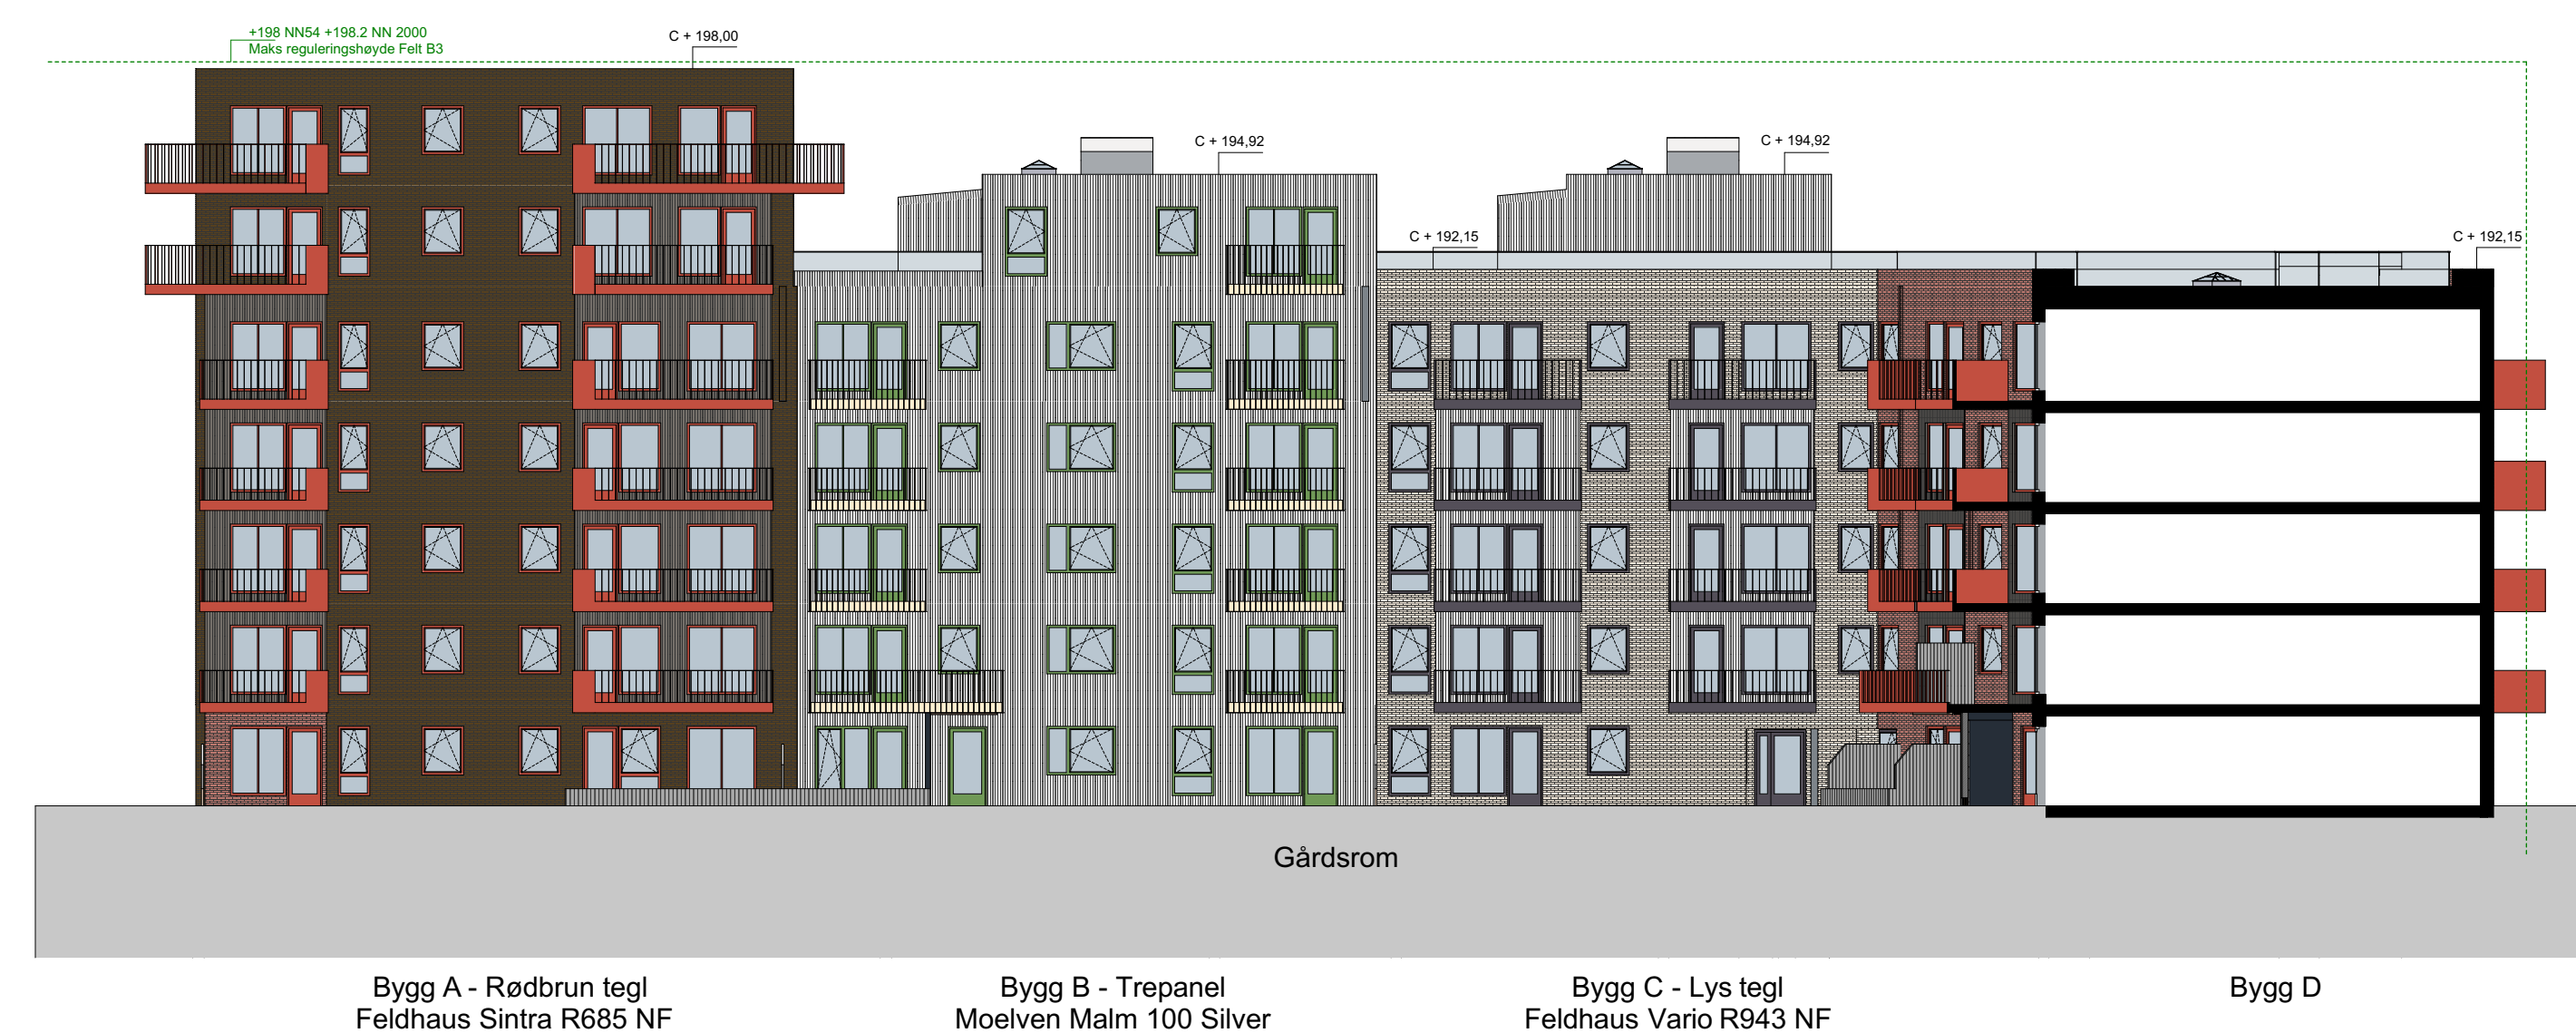 +198 NN54 +198.2 NN 2000
Maks reguleringshøyde Felt B3
C + 198,00
C + 194,92
C + 194,92
C + 192,15
C + 192,15
Gårdsrom
Bygg A - Rødbrun tegl
Feldhaus Sintra R685 NF
Bygg B - Trepanel
Moelven Malm 100 Silver
Bygg C - Lys tegl
Feldhaus Vario R943 NF
Bygg D